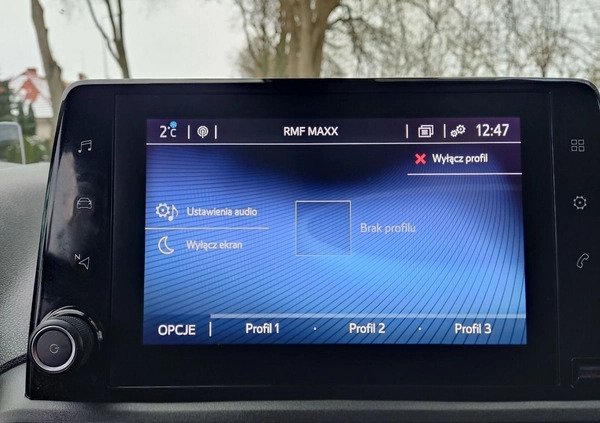 2°C RMF MAXX 12:47
Wyłącz profil
Ustawienia audio
Brak profilu
Wyłącz ekran
OPCJE Profil 1 · Profil 2 · Profil 3
N